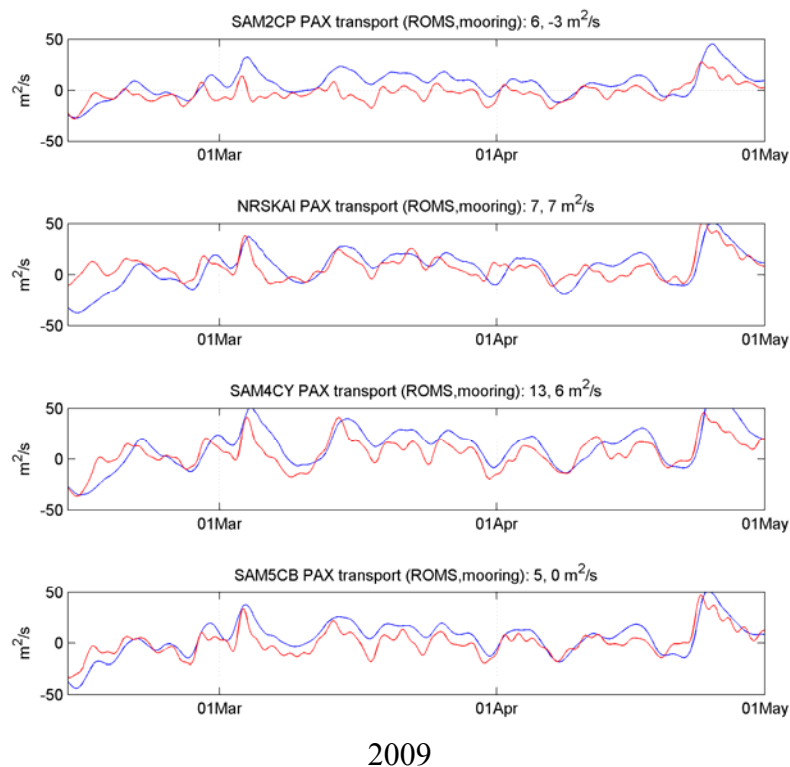 SAM2CP PAX transport (ROMS,mooring): 6, -3 m²/s
50
0
-50
m²/s
01Mar 01Apr 01May
NRSKAI PAX transport (ROMS,mooring): 7, 7 m²/s
50
0
-50
m²/s
01Mar 01Apr 01May
SAM4CY PAX transport (ROMS,mooring): 13, 6 m²/s
50
0
-50
m²/s
01Mar 01Apr 01May
SAM5CB PAX transport (ROMS,mooring): 5, 0 m²/s
50
0
-50
m²/s
01Mar 01Apr 01May
2009